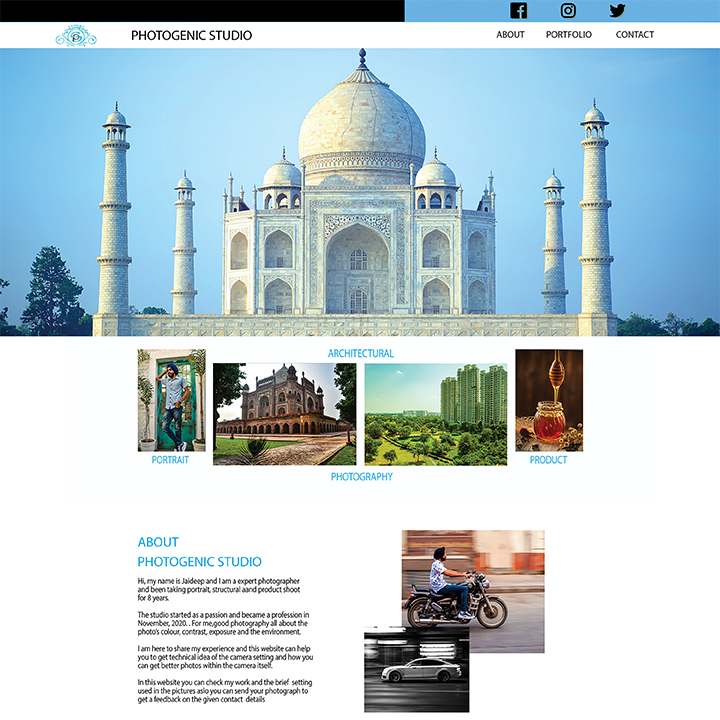 PHOTOGENIC STUDIO
ABOUT PORTFOLIO CONTACT
ARCHITECTURAL
PORTRAIT
PRODUCT
PHOTOGRAPHY
ABOUT
PHOTOGENIC STUDIO
Hi, my name is Jaideep and I am a expert photographer
and been taking portrait, structural aand product shoot
for 8 years.
The studio started as a passion and became a profession in
November, 2020. . For me,good photography all about the
photo's colour, contrast, exposure and the environment.
I am here to share my experience and this website can help
you to get technical idea of the camera setting and how you
can get better photos within the camera itself.
In this website you can check my work and the brief setting
used in the pictures aslo you can send your photograph to
get a feedback on the given contact details